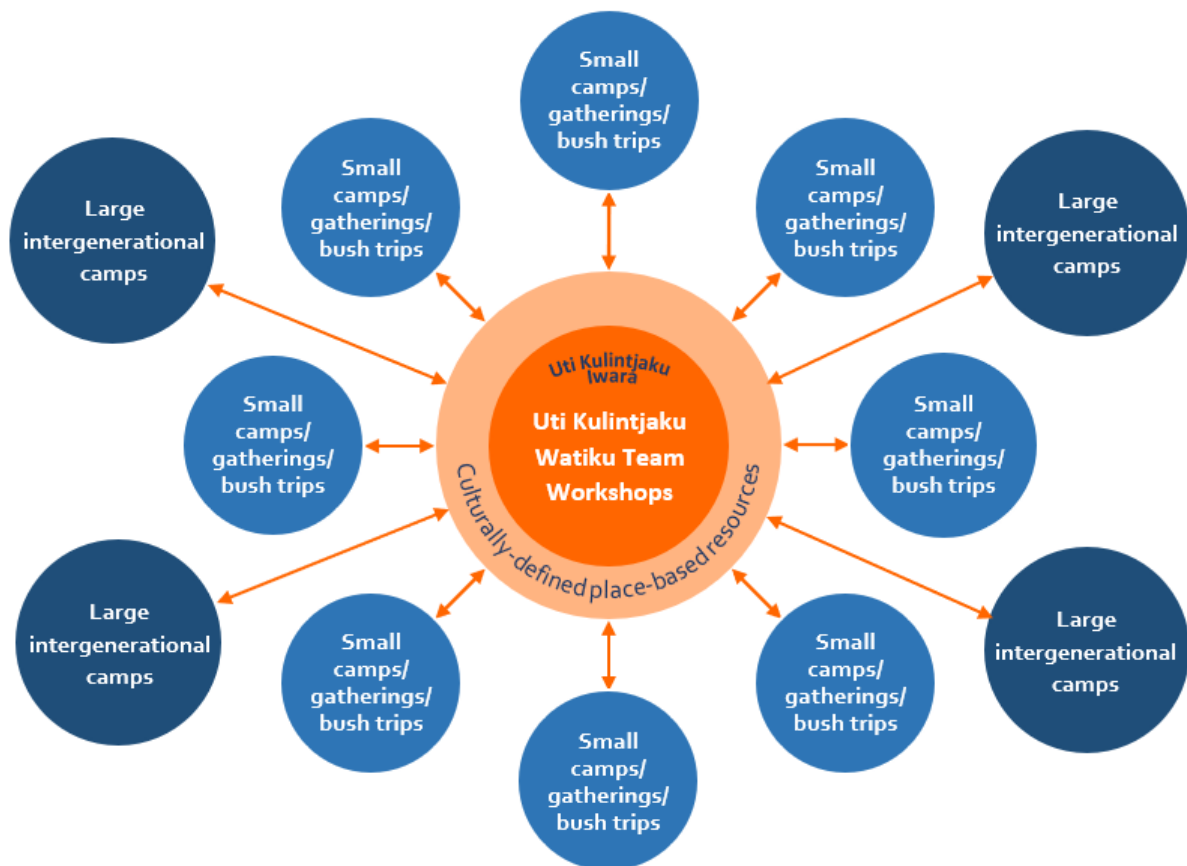 Small
camps/
gatherings/
bush trips
Small
camps/
gatherings/
bush trips
Small
camps/
gatherings/
bush trips
Large
intergenerational
camps
Large
intergenerational
camps
Uti Kulintjaku
Iwara
Uti Kulintjaku
Watiku Team
Workshops
Culturally-defined place-based resources
Small
camps/
gatherings/
bush trips
Small
camps/
gatherings/
bush trips
Large
intergenerational
camps
Large
intergenerational
camps
Small
camps/
gatherings/
bush trips
Small
camps/
gatherings/
bush trips
Small
camps/
gatherings/
bush trips